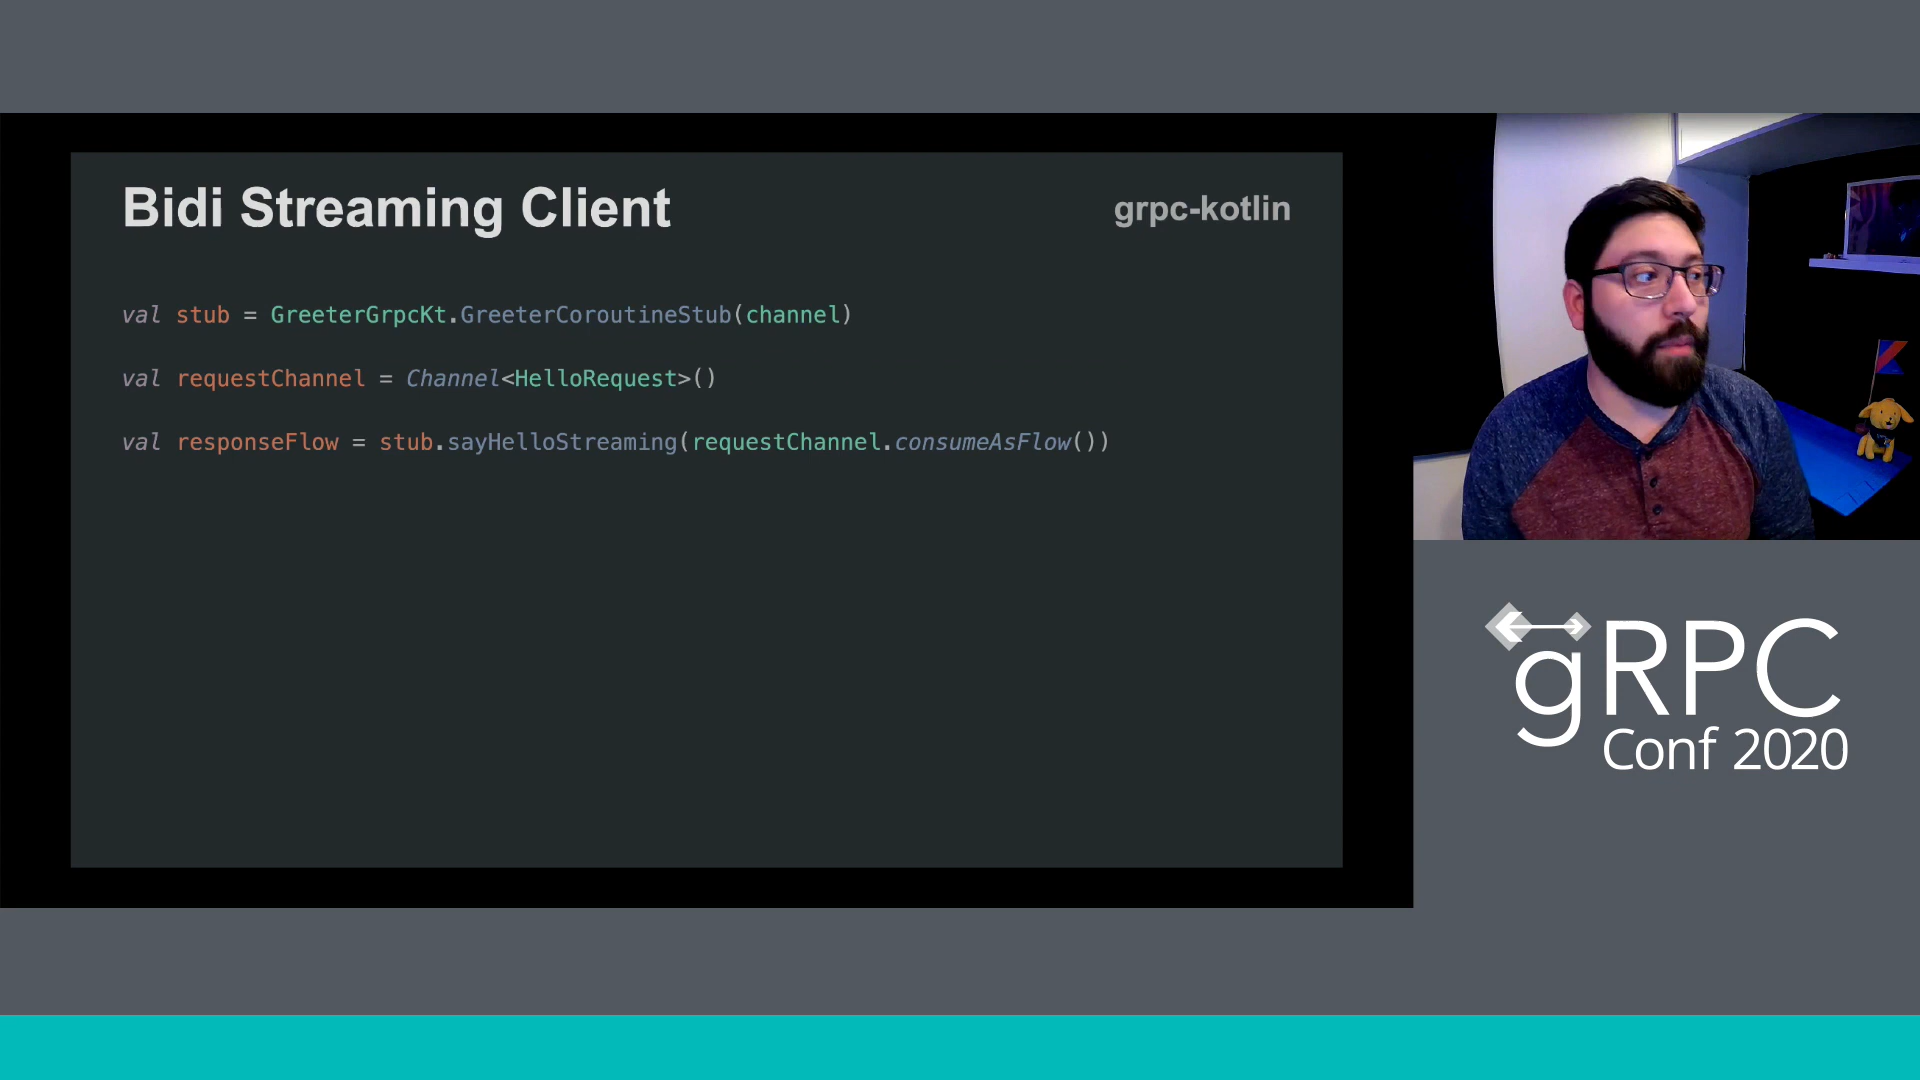 Bidi Streaming Client
grpc-kotlin
val stub = GreeterGrpcKt.GreeterCoroutineStub(channel)
val requestChannel = Channel<HelloRequest>()
val responseFlow = stub.sayHelloStreaming(requestChannel.consumeAsFlow())
gRPC
Conf 2020